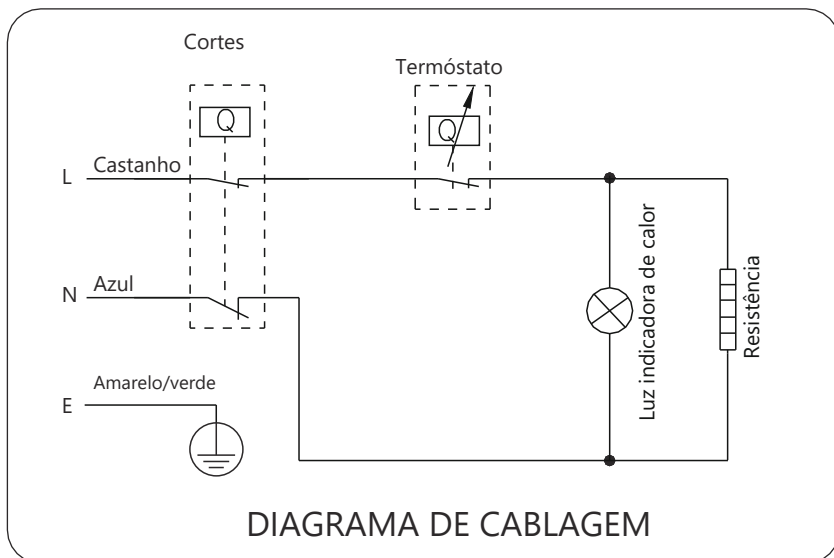 Cortes
Termóstato
Q
Q
L
Castanho
N
Azul
Luz indicadora de calor
Resistência
E
Amarelo/verde
DIAGRAMA DE CABLAGEM